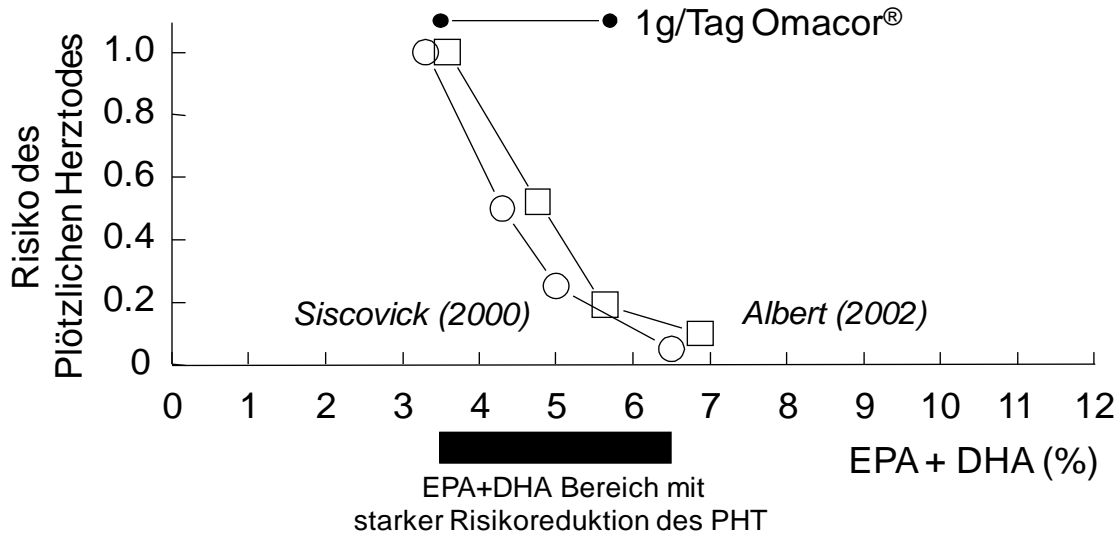 1g/Tag Omacor®
Risiko des
Plötzlichen Herztodes
1.0
0.8
0.6
0.4
0.2
0
Siscovick (2000)
Albert (2002)
0 1 2 3 4 5 6 7 8 9 10 11 12
EPA + DHA (%)
EPA+DHA Bereich mit
starker Risikoreduktion des PHT